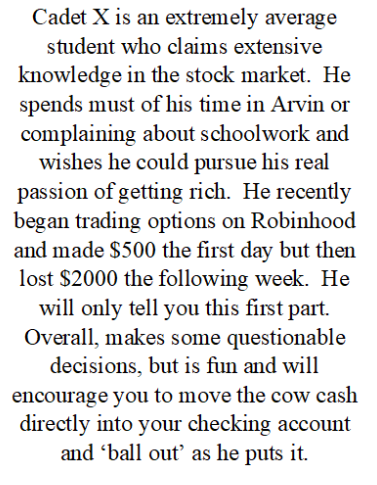 Cadet X is an extremely average
student who claims extensive
knowledge in the stock market.  He
spends must of his time in Arvin or
complaining about schoolwork and
wishes he could pursue his real
passion of getting rich.  He recently
began trading options on Robinhood
and made $500 the first day but then
lost $2000 the following week.  He
will only tell you this first part.
Overall, makes some questionable
decisions, but is fun and will
encourage you to move the cow cash
directly into your checking account
and ‘ball out’ as he puts it.